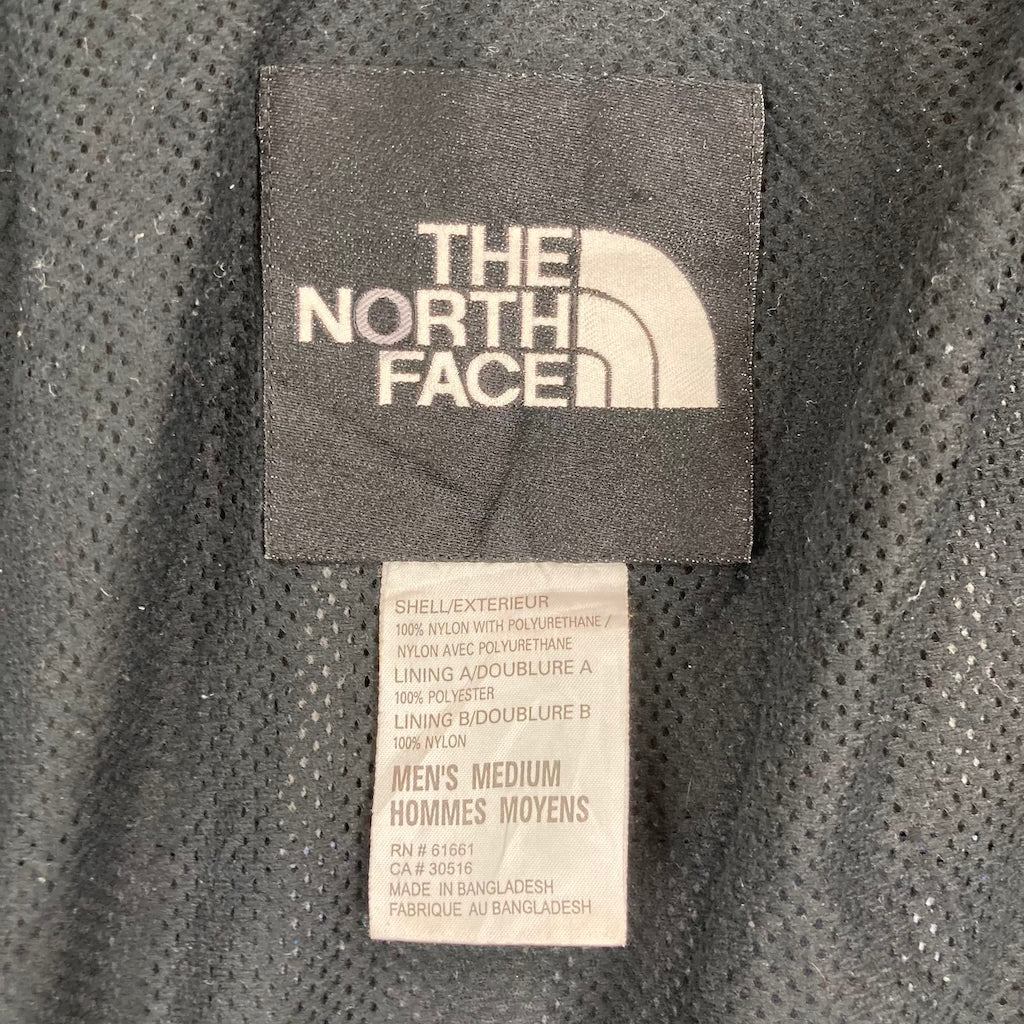 THE
NORTH
FACE
SHELL/EXTERIEUR
100% NYLON WITH POLYURETHANE /
NYLON AVEC POLYURETHANE
LINING A/DOUBLURE A
100% POLYESTER
LINING B/DOUBLURE B
100% NYLON
MEN'S MEDIUM
HOMMES MOYENS
RN # 61661
CA # 30516
MADE IN BANGLADESH
FABRIQUE AU BANGLADESH